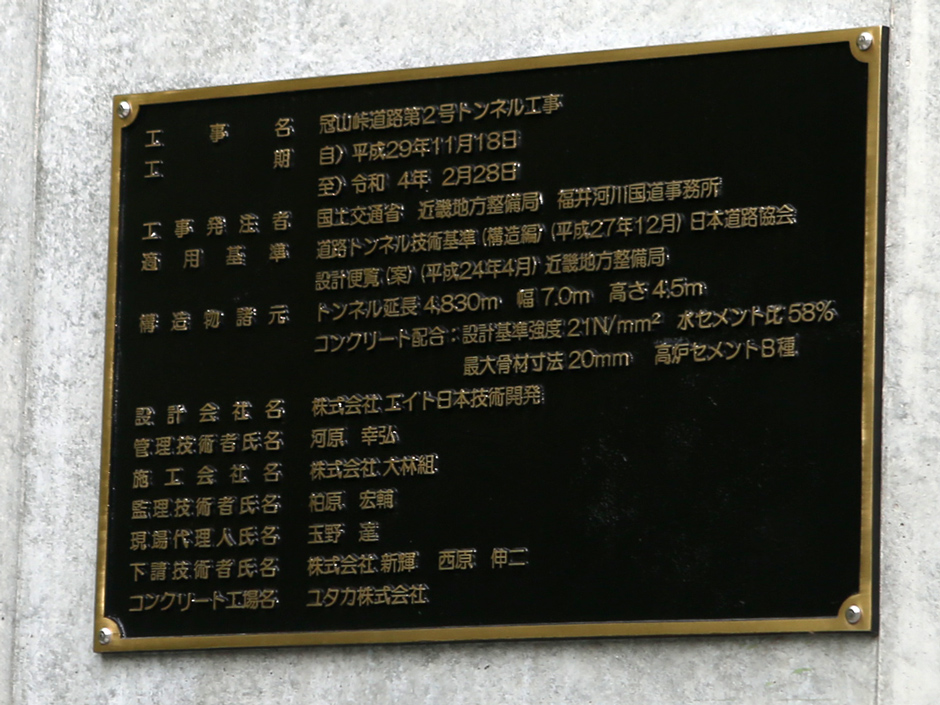 工事名 冠山峠道路第2号トンネル工事
工期 自)平成29年11月18日
至)令和 4年 2月28日
工事発注者 国土交通省 近畿地方整備局 福井河川国道事務所
適用基準 道路トンネル技術基準(構造編)(平成27年12月)日本道路協会
設計便覧(案)(平成24年4月)近畿地方整備局
構造物諸元 トンネル延長4,830m 幅7.0m 高さ4.5m
コンクリート配合:設計基準強度21N/mm² 水セメント比58%
最大骨材寸法20mm 高炉セメントB種
設計会社名 株式会社エイト日本技術開発
管理技術者氏名 河原 幸弘
施工会社名 株式会社大林組
監理技術者氏名 柏原 宏輔
現場代理人氏名 玉野 達
下請技術者氏名 株式会社新輝 西原 伸二
コンクリート工場名 ユタカ株式会社